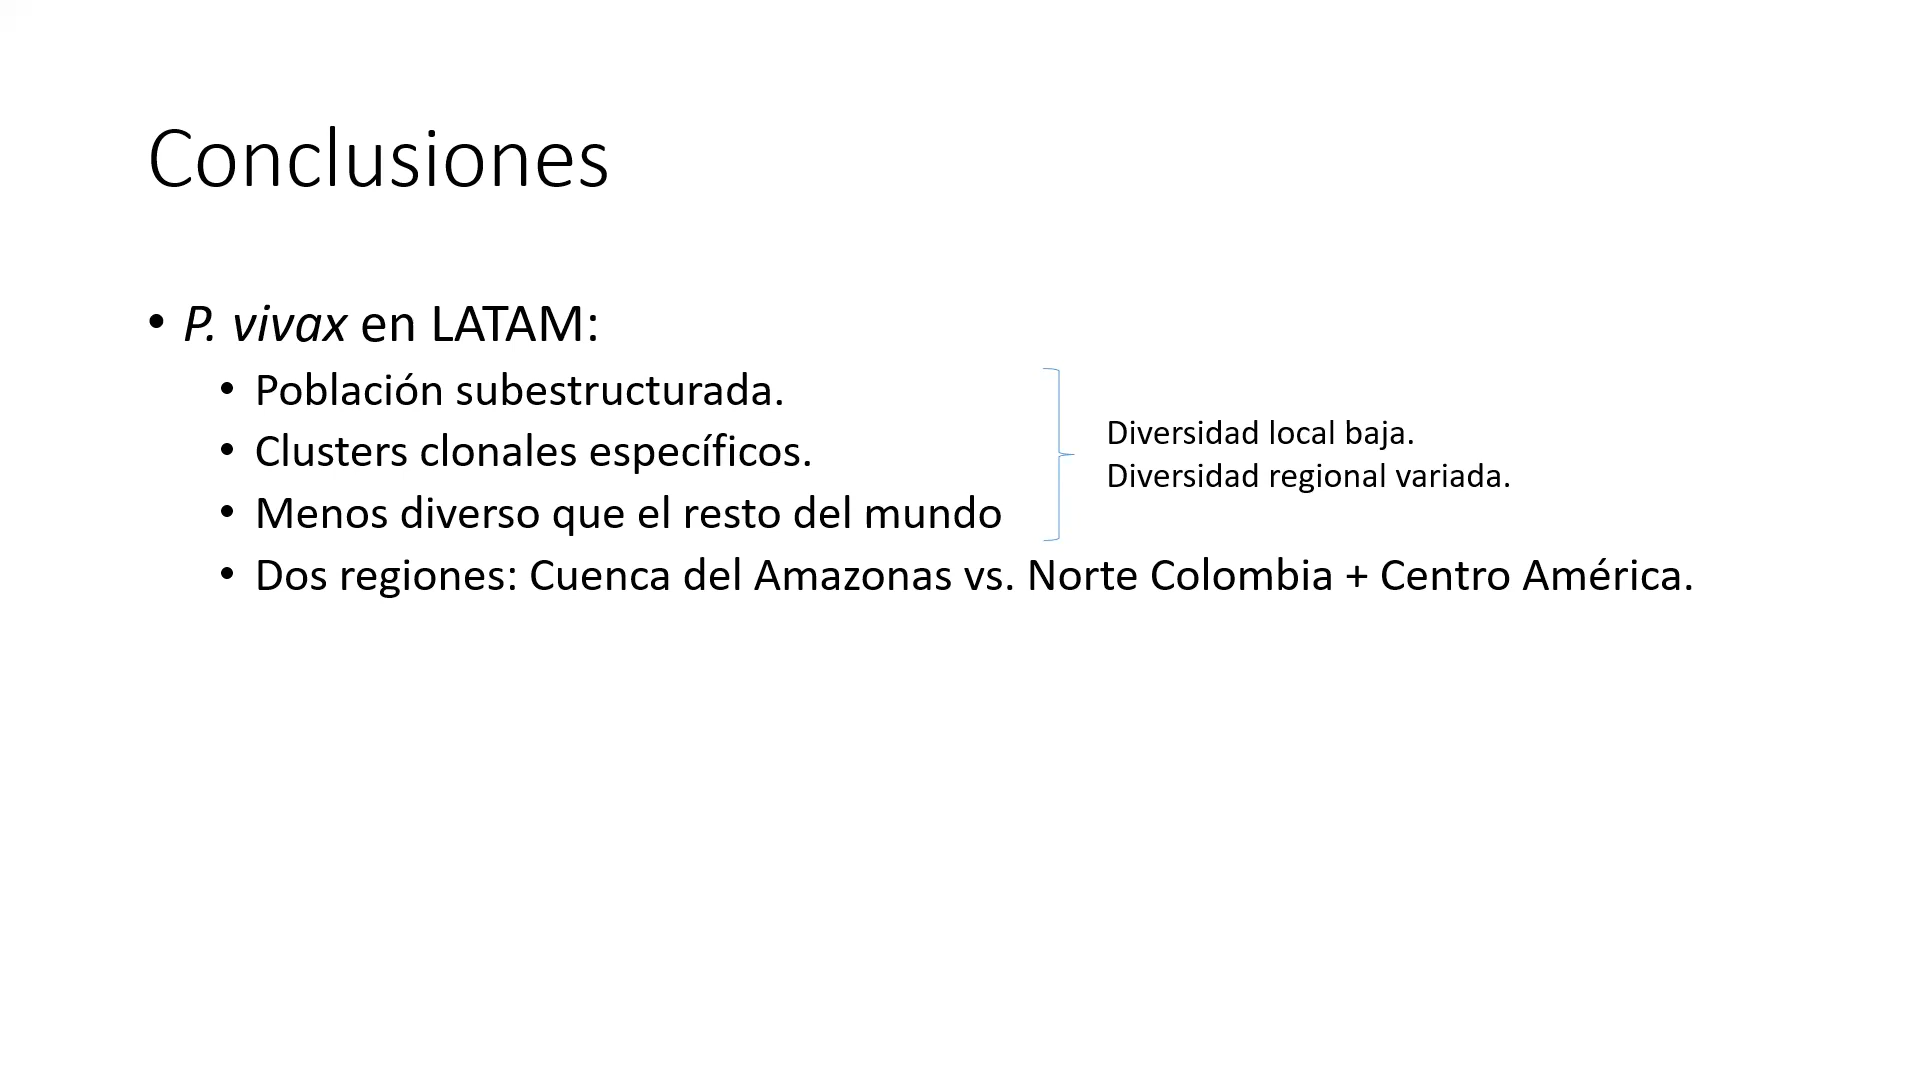 Conclusiones
• P. vivax en LATAM:
• Población subestructurada.
• Clusters clonales específicos.
• Menos diverso que el resto del mundo
Diversidad local baja.
Diversidad regional variada.
• Dos regiones: Cuenca del Amazonas vs. Norte Colombia + Centro América.